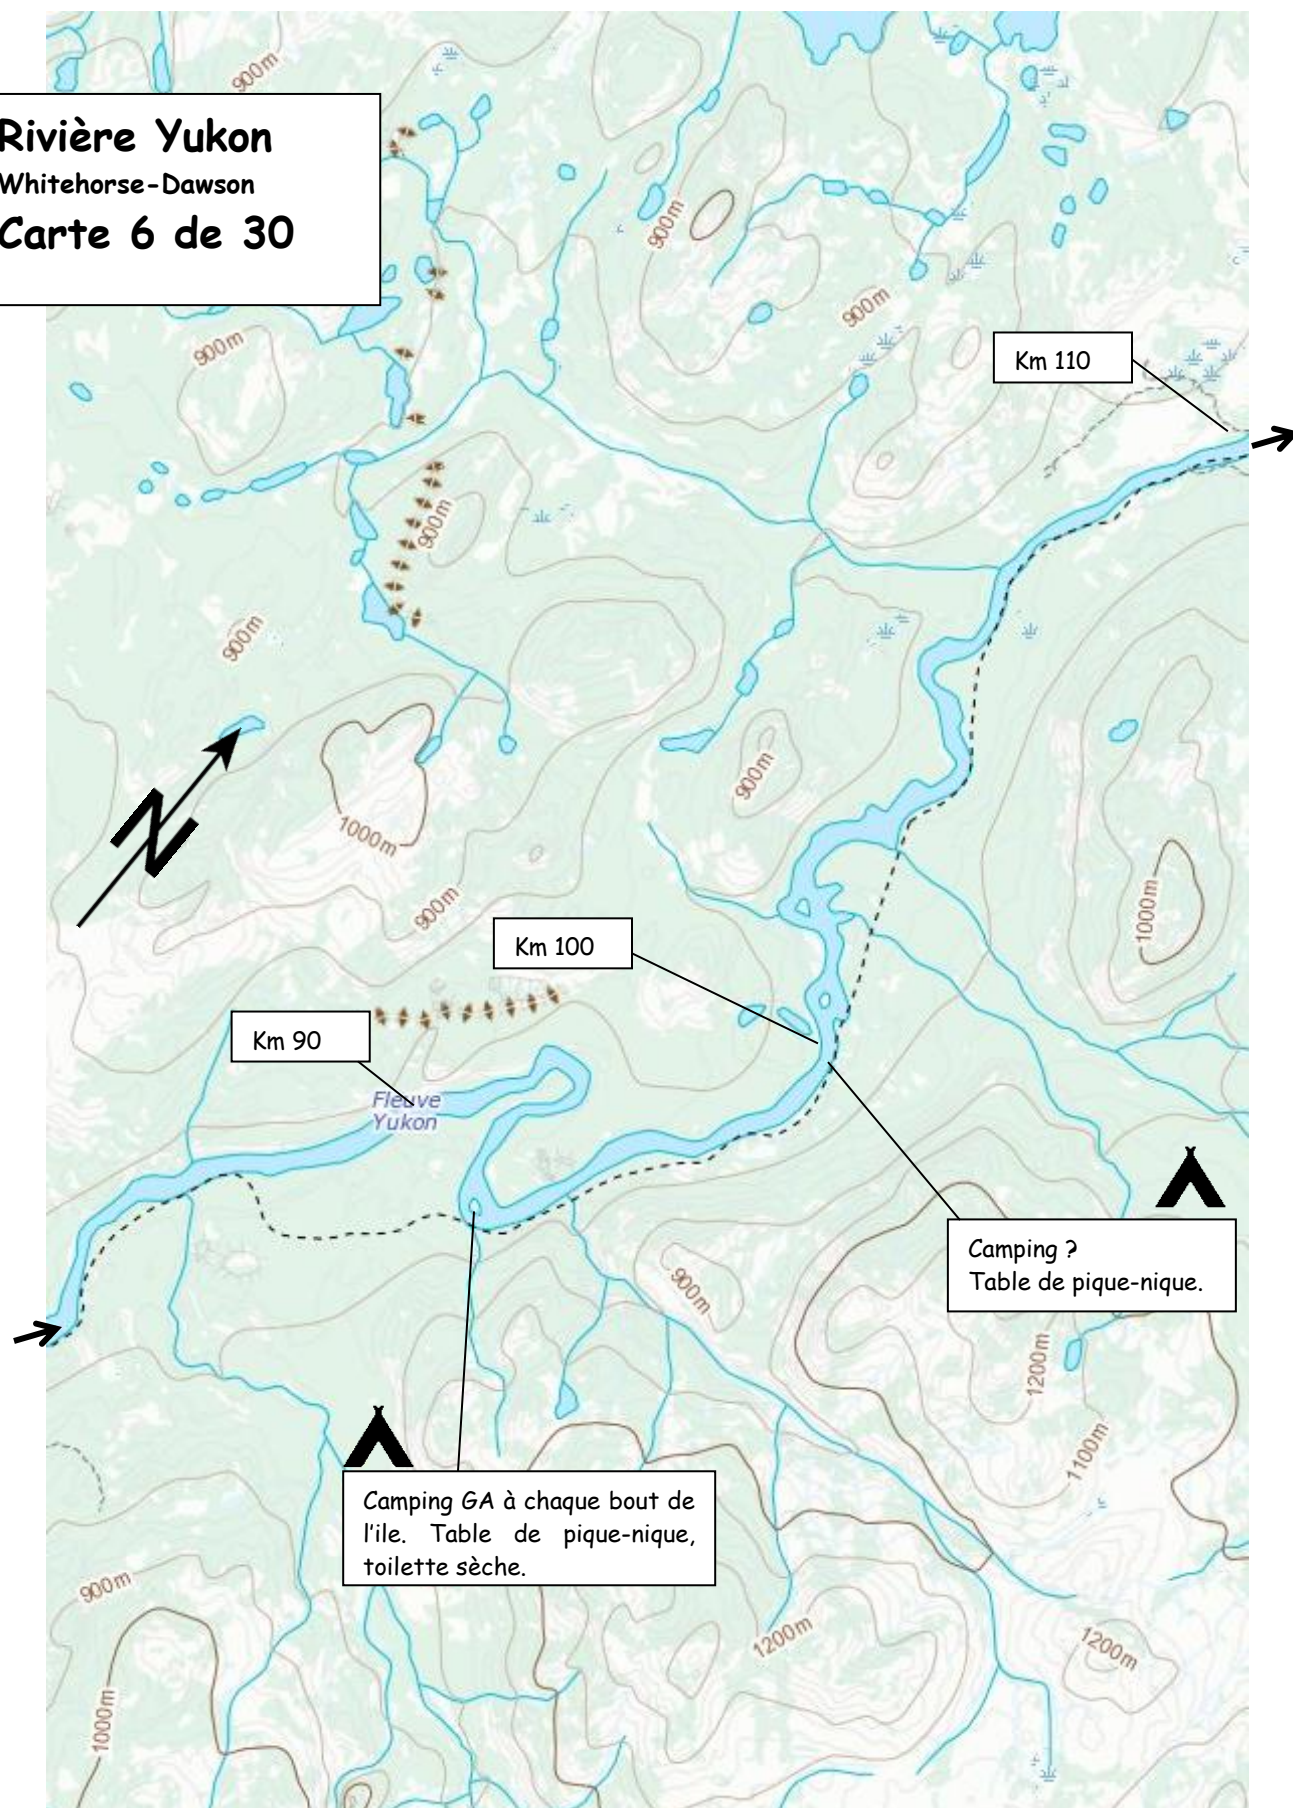 Rivière Yukon
Whitehorse-Dawson
Carte 6 de 30
900m
900m
900m
900m
Km 110
900m
900m
900m
1000m
900m
1000m
Km 100
Km 90
Fleuve
Yukon
N
Camping ?
Table de pique-nique.
900m
1200m
1100m
Camping GA à chaque bout de
l'ile. Table de pique-nique,
toilette sèche.
900m
1200m
1200m
1000m